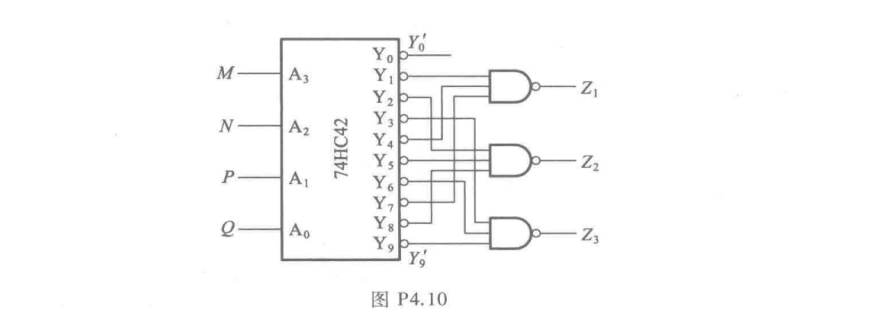 Y₀′
Y₀
Y₁
M A₃ Z₁
Y₂
Y₃
N A₂ 74HC42 Y₄
Y₅ Z₂
P A₁ Y₆
Y₇
Q A₀ Y₈ Z₃
Y₉
Y₉′
图 P4.10